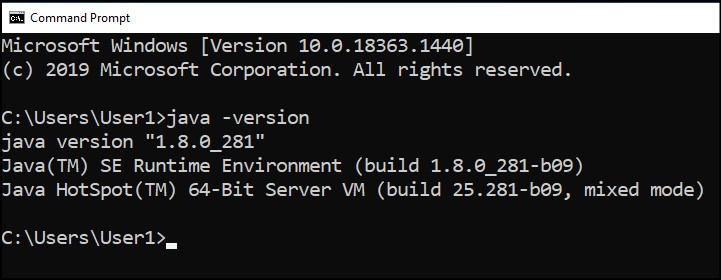 Command Prompt
Microsoft Windows [Version 10.0.18363.1440]
(c) 2019 Microsoft Corporation. All rights reserved.
C:\Users\User1>java -version
java version "1.8.0_281"
Java(TM) SE Runtime Environment (build 1.8.0_281-b09)
Java HotSpot(TM) 64-Bit Server VM (build 25.281-b09, mixed mode)
C:\Users\User1>